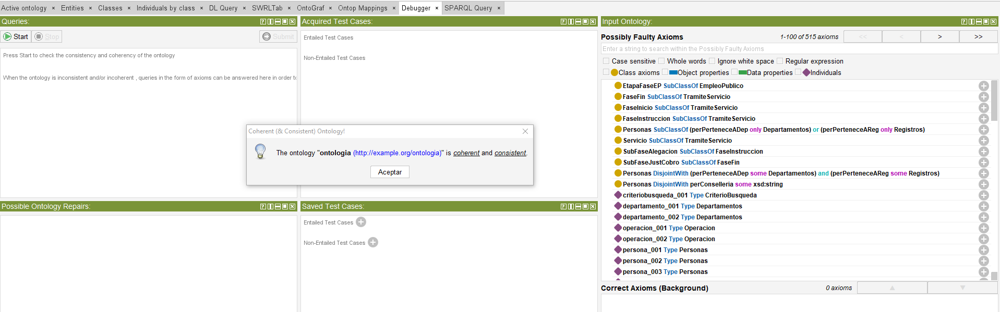 Active ontology × Entities × Classes × Individuals by class × DL Query × SWRLTab × OntoGraf × Ontop Mappings × Debugger × SPARQL Query ×
Queries:
Start Stop Submit
Press Start to check the consistency and coherency of the ontology
When the ontology is inconsistent and/or incoherent , queries in the form of axioms can be answered here in order to
Acquired Test Cases:
Entailed Test Cases
Non-Entailed Test Cases
Coherent (& Consistent) Ontology!
The ontology "ontologia (http://example.org/ontologia)" is coherent and consistent.
Aceptar
Possible Ontology Repairs:
Saved Test Cases:
Entailed Test Cases
Non-Entailed Test Cases
Input Ontology:
Possibly Faulty Axioms 1-100 of 515 axioms << < > >>
Enter a string to search within the Possibly Faulty Axioms
Case sensitive Whole words Ignore white space Regular expression
Class axioms Object properties Data properties Individuals
EtapaFaseEP SubClassOf EmpleoPublico
FaseFin SubClassOf TramiteServicio
FaseInicio SubClassOf TramiteServicio
FaseInstruccion SubClassOf TramiteServicio
Personas SubClassOf (perPerteneceADep only Departamentos) or (perPerteneceAReg only Registros)
Servicio SubClassOf TramiteServicio
SubFaseAlegacion SubClassOf FaseInstruccion
SubFaseJustCobro SubClassOf FaseFin
Personas DisjointWith (perPerteneceADep some Departamentos) and (perPerteneceAReg some Registros)
Personas DisjointWith perConselleria some xsd:string
criteriobusqueda_001 Type CriterioBusqueda
departamento_001 Type Departamentos
departamento_002 Type Departamentos
operacion_001 Type Operacion
operacion_002 Type Operacion
persona_001 Type Personas
persona_002 Type Personas
persona_003 Type Personas
Correct Axioms (Background) 0 axioms